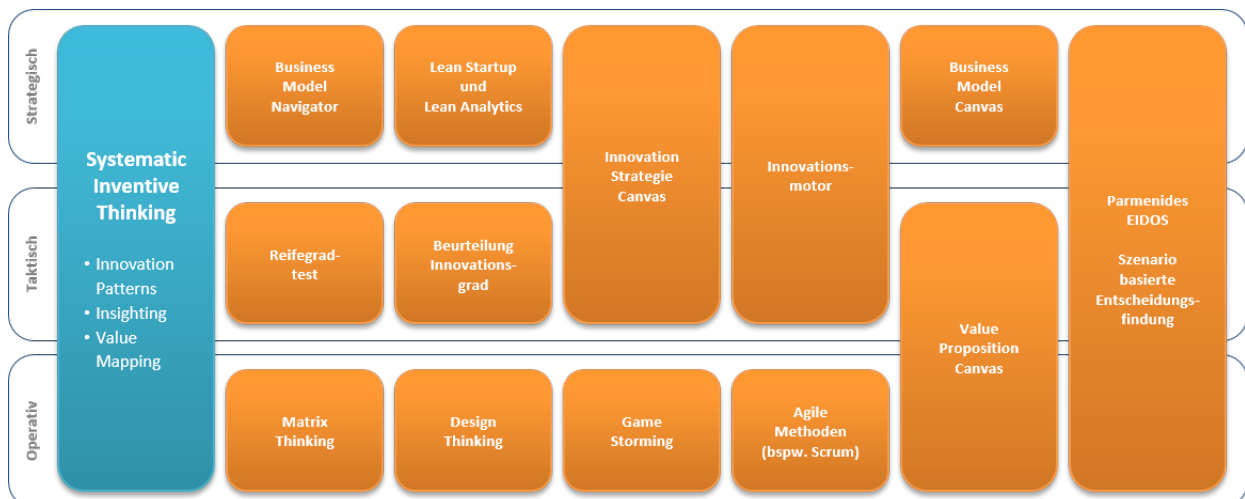 Strategisch
Systematic
Inventive
Thinking
• Innovation
Patterns
• Insighting
• Value
Mapping
Business
Model
Navigator
Lean Startup
und
Lean Analytics
Innovation
Strategie
Canvas
Innovations-
motor
Business
Model
Canvas
Parmenides
EIDOS
Szenario
basierte
Entscheidungs-
findung
Taktisch
Reifegrad-
test
Beurteilung
Innovations-
grad
Value
Proposition
Canvas
Operativ
Matrix
Thinking
Design
Thinking
Game
Storming
Agile
Methoden
(bspw. Scrum)